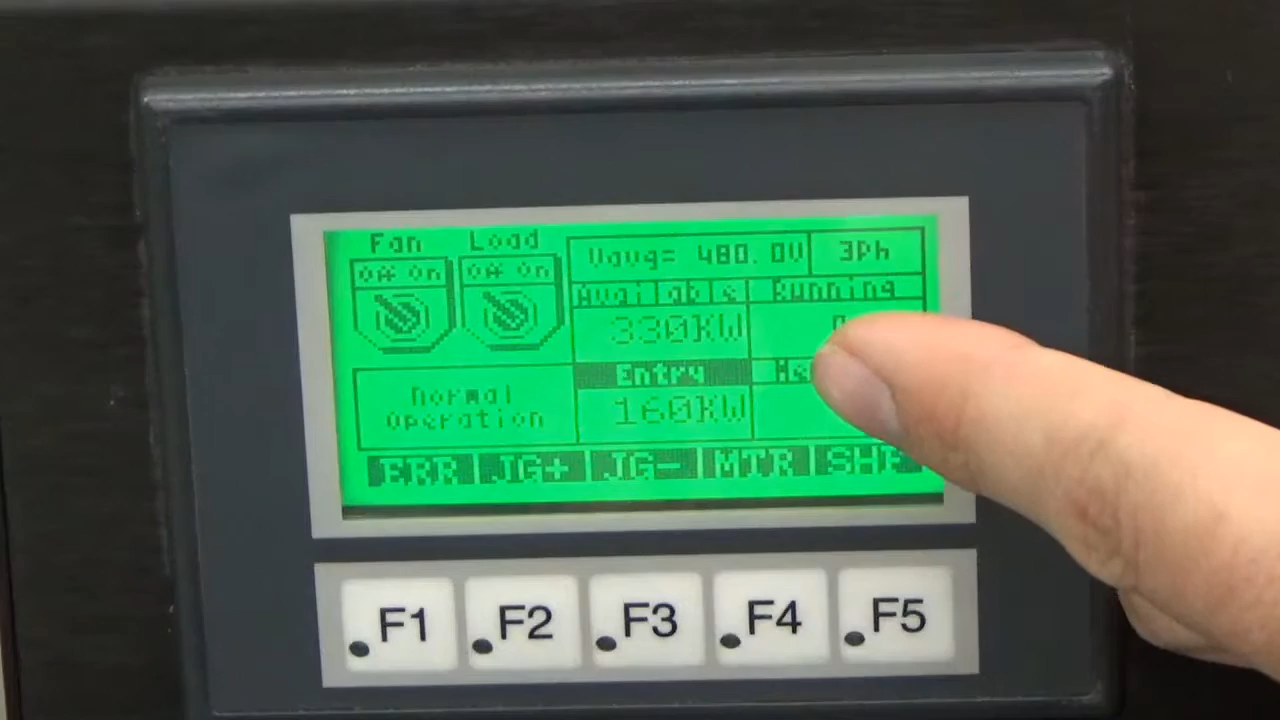 Fan Load
Off On Off On
Vavg= 480.0V 3Ph
Available Running
330KW
Entry
160KW
Normal
Operation
ERR JG+ JG- MTR
F1 F2 F3 F4 F5